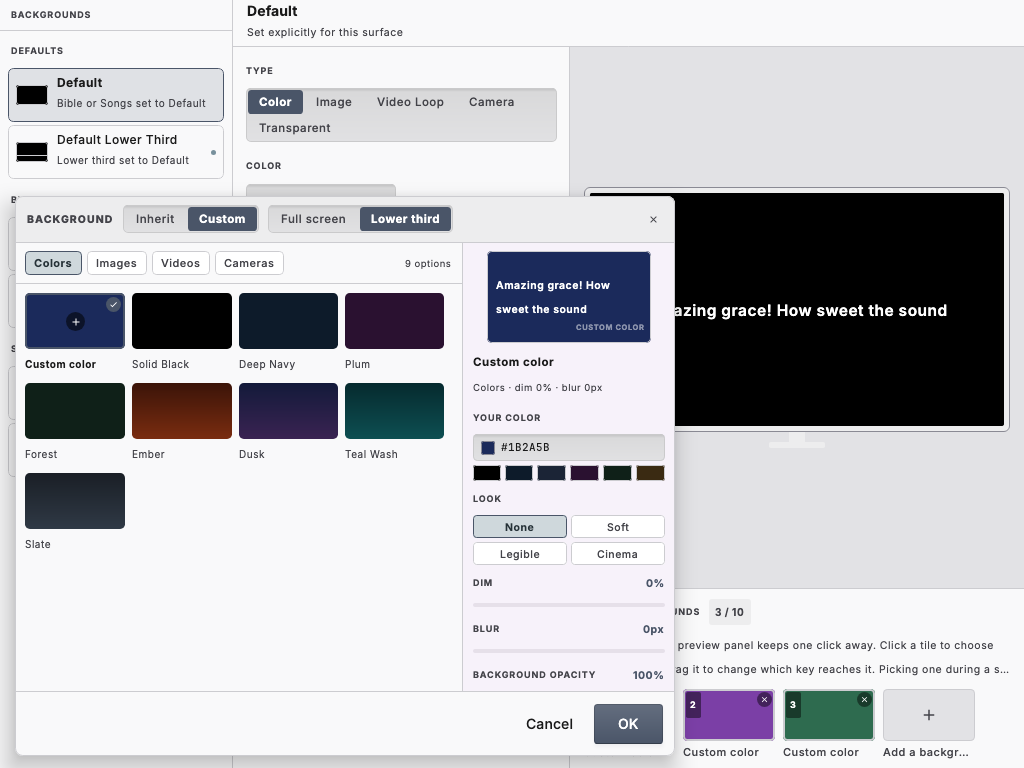 BACKGROUNDS
DEFAULTS
Default
Bible or Songs set to Default
Default Lower Third
Lower third set to Default
Default
Set explicitly for this surface
TYPE
Color
Image
Video Loop
Camera
Transparent
COLOR
BACKGROUND
Inherit
Custom
Full screen
Lower third
×
Colors
Images
Videos
Cameras
9 options
Custom color
Solid Black
Deep Navy
Plum
Forest
Ember
Dusk
Teal Wash
Slate
Amazing grace! How
sweet the sound
CUSTOM COLOR
Custom color
Colors · dim 0% · blur 0px
YOUR COLOR
#1B2A5B
LOOK
None
Soft
Legible
Cinema
DIM
0%
BLUR
0px
BACKGROUND OPACITY
100%
Cancel
OK
azing grace! How sweet the sound
UNDS
3 / 10
preview panel keeps one click away. Click a tile to choose
ag it to change which key reaches it. Picking one during a s...
2
3
Custom color
Custom color
Add a backgr...